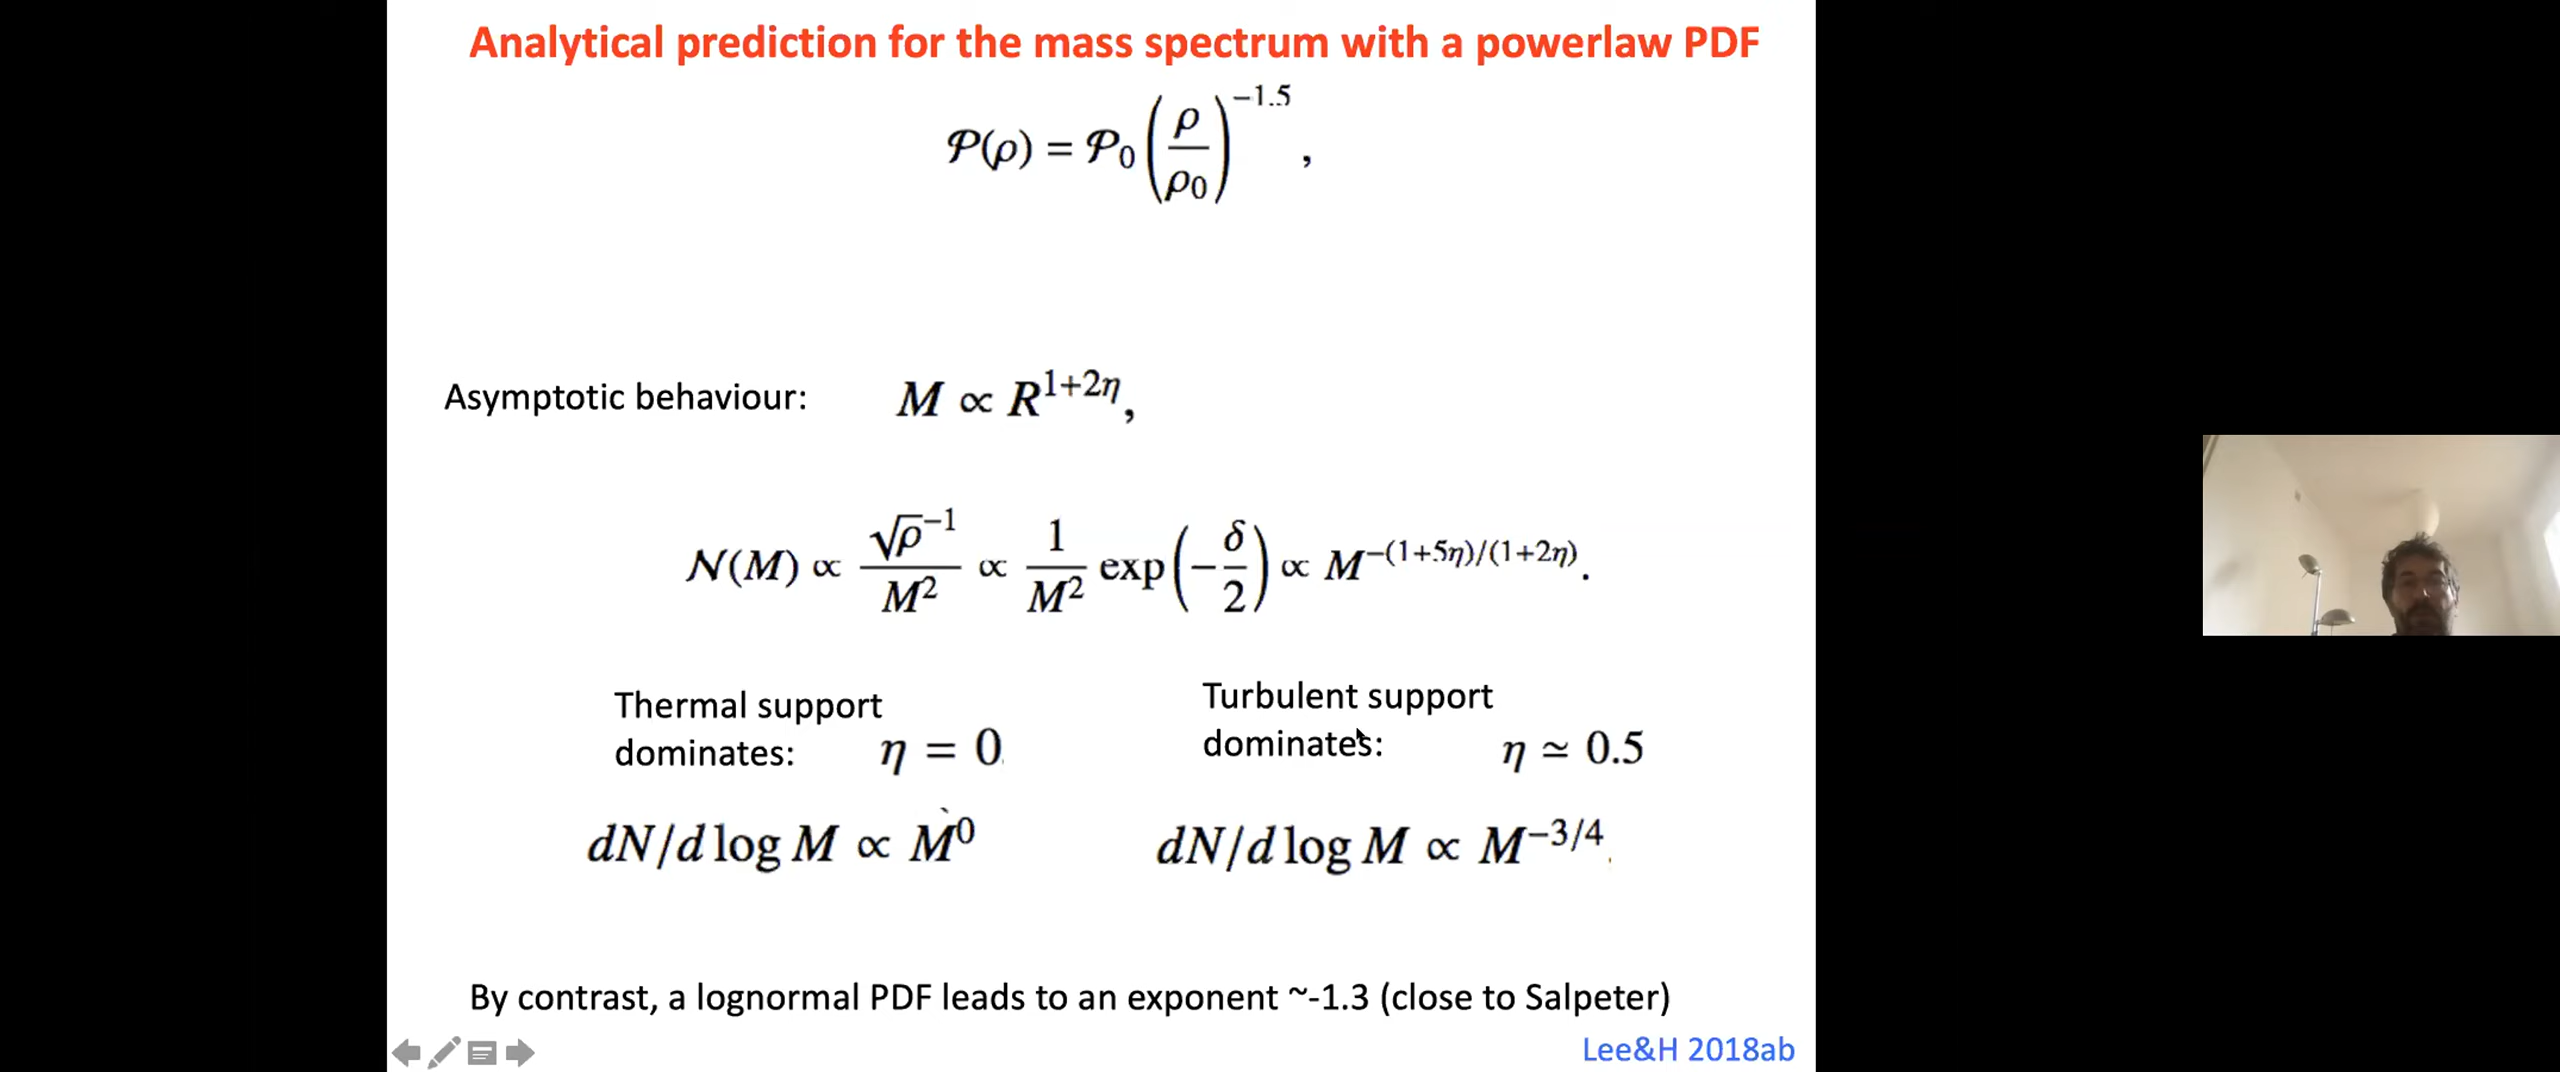 Analytical prediction for the mass spectrum with a powerlaw PDF
𝒫(ρ) = 𝒫₀ (ρ/ρ₀)^−1.5 ,
Asymptotic behaviour: M ∝ R^1+2η,
𝒩(M) ∝ √ρ^−1 / M² ∝ 1/M² exp(−δ/2) ∝ M^−(1+5η)/(1+2η).
Thermal support
dominates: η = 0
Turbulent support
dominates: η ≃ 0.5
dN/d log M ∝ M^0
dN/d log M ∝ M^−3/4
By contrast, a lognormal PDF leads to an exponent ~-1.3 (close to Salpeter)
Lee&H 2018ab